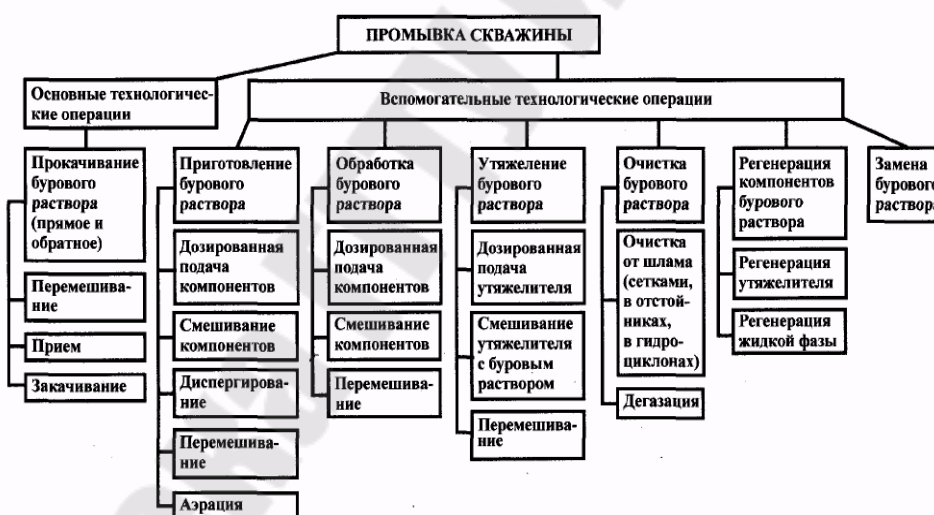 ПРОМЫВКА СКВАЖИНЫ
Основные технологичес-
кие операции
Вспомогательные технологические операции
Прокачивание
бурового
раствора
(прямое и
обратное)
Перемешива-
ние
Прием
Закачивание
Приготовление
бурового
раствора
Дозированная
подача
компонентов
Смешивание
компонентов
Диспергирова-
ние
Перемешива-
ние
Аэрация
Обработка
бурового
раствора
Дозированная
подача
компонентов
Смешивание
компонентов
Перемешива-
ние
Утяжеление
бурового
раствора
Дозированная
подача
утяжелителя
Смешивание
утяжелителя
с буровым
раствором
Перемешива-
ние
Очистка
бурового
раствора
Очистка
от шлама
(сетками,
в отстой-
никах,
в гидро-
циклонах)
Дегазация
Регенерация
компонентов
бурового
раствора
Регенерация
утяжелителя
Регенерация
жидкой фазы
Замена
бурового
раствор